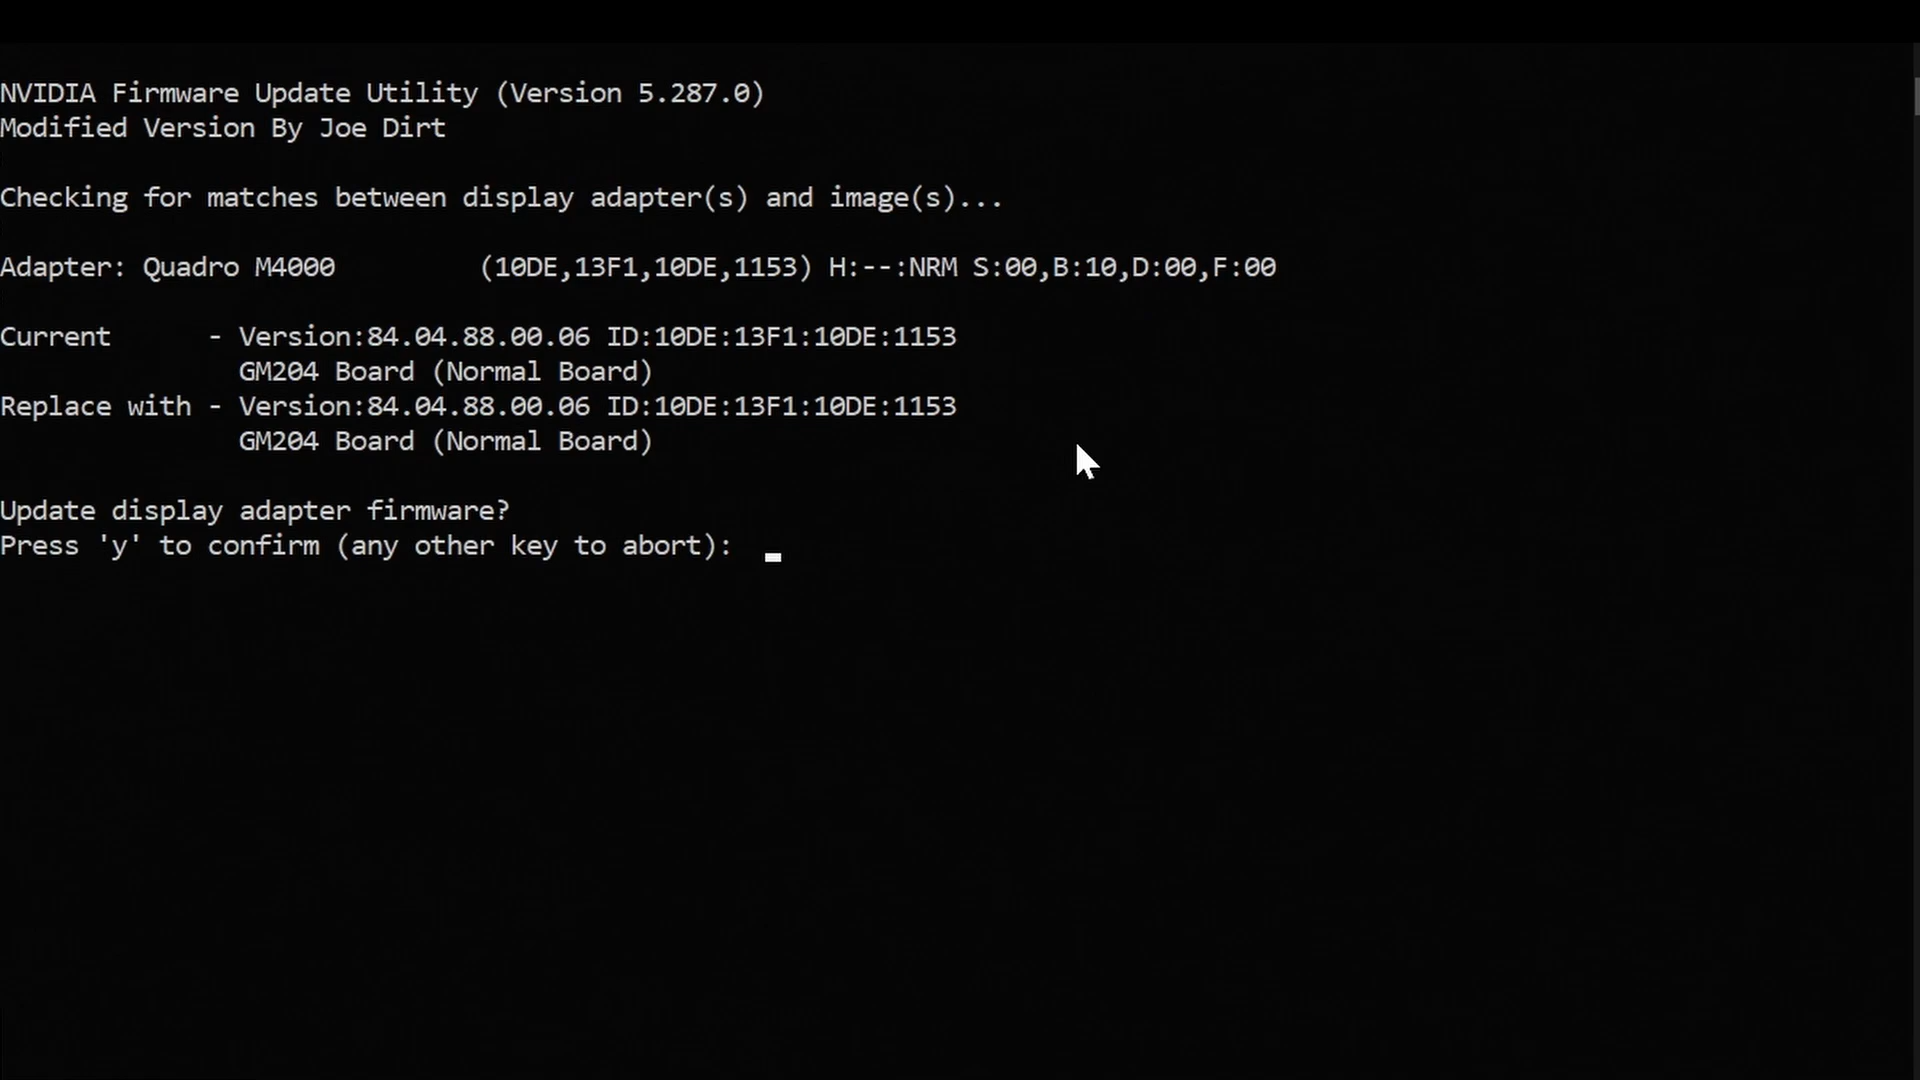 NVIDIA Firmware Update Utility (Version 5.287.0)
Modified Version By Joe Dirt
Checking for matches between display adapter(s) and image(s)...
Adapter: Quadro M4000 (10DE,13F1,10DE,1153) H:--:NRM S:00,B:10,D:00,F:00
Current - Version:84.04.88.00.06 ID:10DE:13F1:10DE:1153
GM204 Board (Normal Board)
Replace with - Version:84.04.88.00.06 ID:10DE:13F1:10DE:1153
GM204 Board (Normal Board)
Update display adapter firmware?
Press 'y' to confirm (any other key to abort):